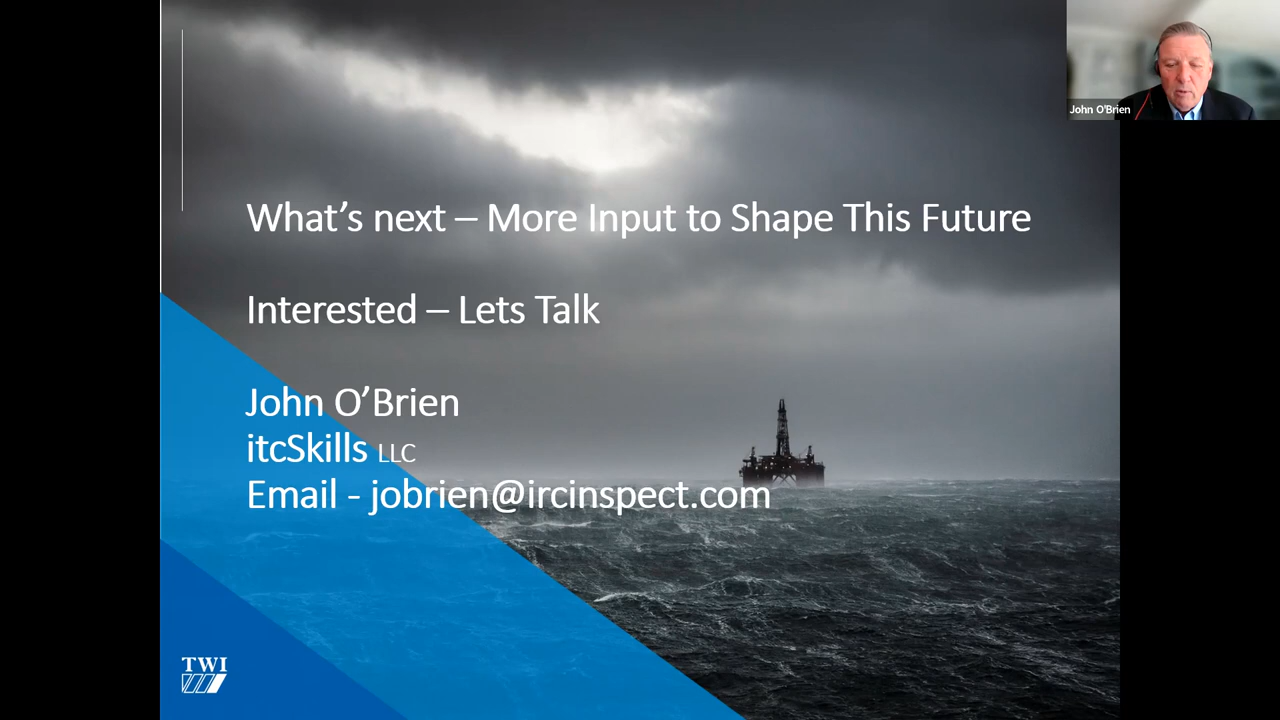 John O'Brien
What's next – More Input to Shape This Future
Interested – Lets Talk
John O'Brien
itcSkills LLC
Email - jobrien@ircinspect.com
TWI